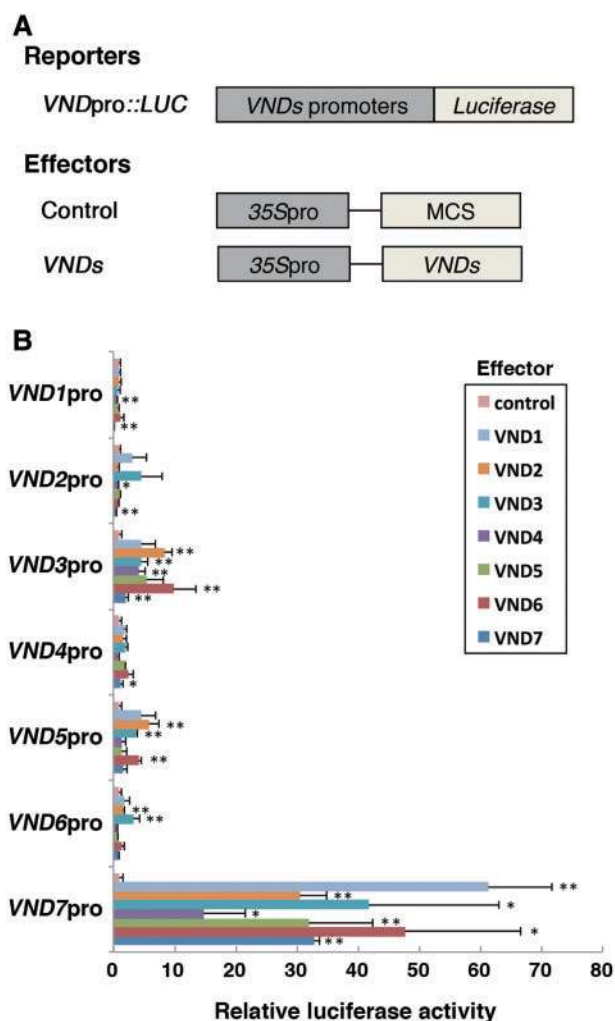 A
Reporters
VNDpro::LUC
VNDs promoters
Luciferase
Effectors
Control
35Spro
MCS
VNDs
35Spro
VNDs
B
Effector
control
VND1
VND2
VND3
VND4
VND5
VND6
VND7
VND1pro
**
**
VND2pro
*
**
VND3pro
**
**
**
**
**
VND4pro
*
VND5pro
**
**
**
VND6pro
**
**
VND7pro
**
**
*
*
**
*
**
0 10 20 30 40 50 60 70 80
Relative luciferase activity